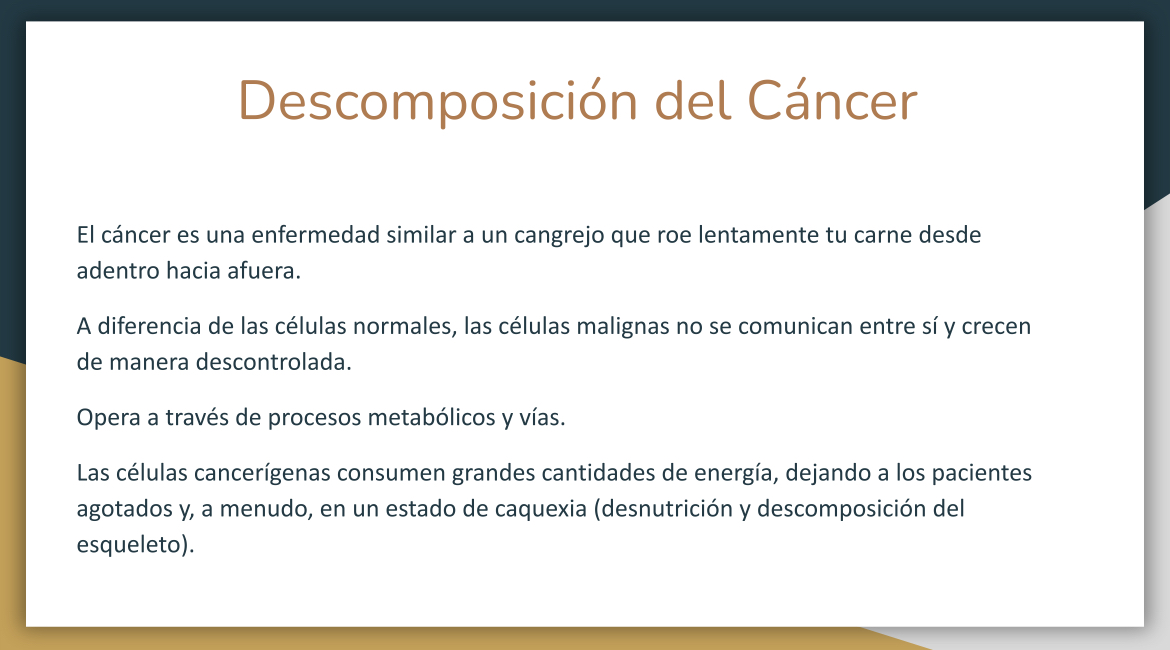 Descomposición del Cáncer
El cáncer es una enfermedad similar a un cangrejo que roe lentamente tu carne desde
adentro hacia afuera.
A diferencia de las células normales, las células malignas no se comunican entre sí y crecen
de manera descontrolada.
Opera a través de procesos metabólicos y vías.
Las células cancerígenas consumen grandes cantidades de energía, dejando a los pacientes
agotados y, a menudo, en un estado de caquexia (desnutrición y descomposición del
esqueleto).